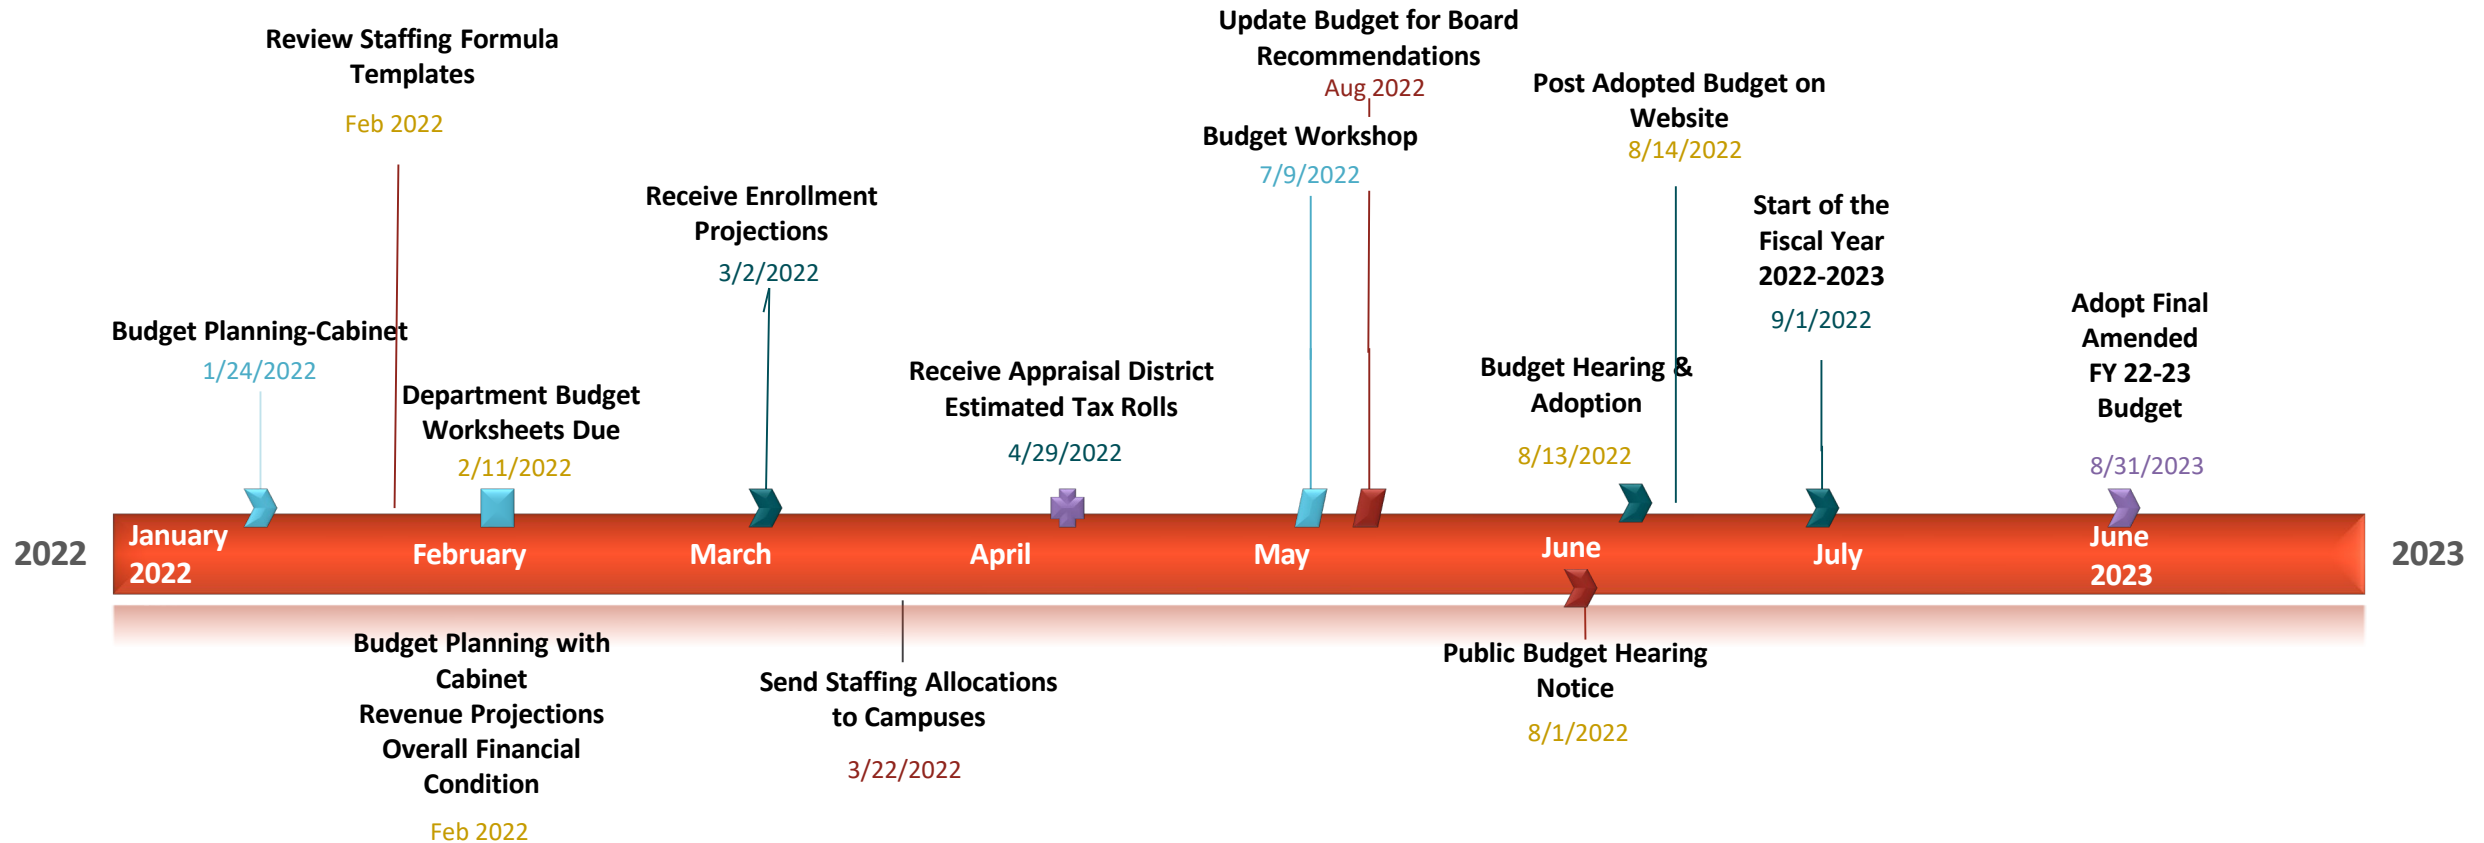 Review Staffing Formula
Templates
Feb 2022
Update Budget for Board
Recommendations
Aug 2022
Post Adopted Budget on
Website
8/14/2022
Budget Workshop
7/9/2022
Receive Enrollment
Projections
3/2/2022
Start of the
Fiscal Year
2022-2023
9/1/2022
Budget Planning-Cabinet
1/24/2022
Department Budget
Worksheets Due
2/11/2022
Receive Appraisal District
Estimated Tax Rolls
4/29/2022
Budget Hearing &
Adoption
8/13/2022
Adopt Final
Amended
FY 22-23
Budget
8/31/2023
2022
January
2022
February
March
April
May
June
July
June
2023
2023
Budget Planning with
Cabinet
Revenue Projections
Overall Financial
Condition
Feb 2022
Send Staffing Allocations
to Campuses
3/22/2022
Public Budget Hearing
Notice
8/1/2022